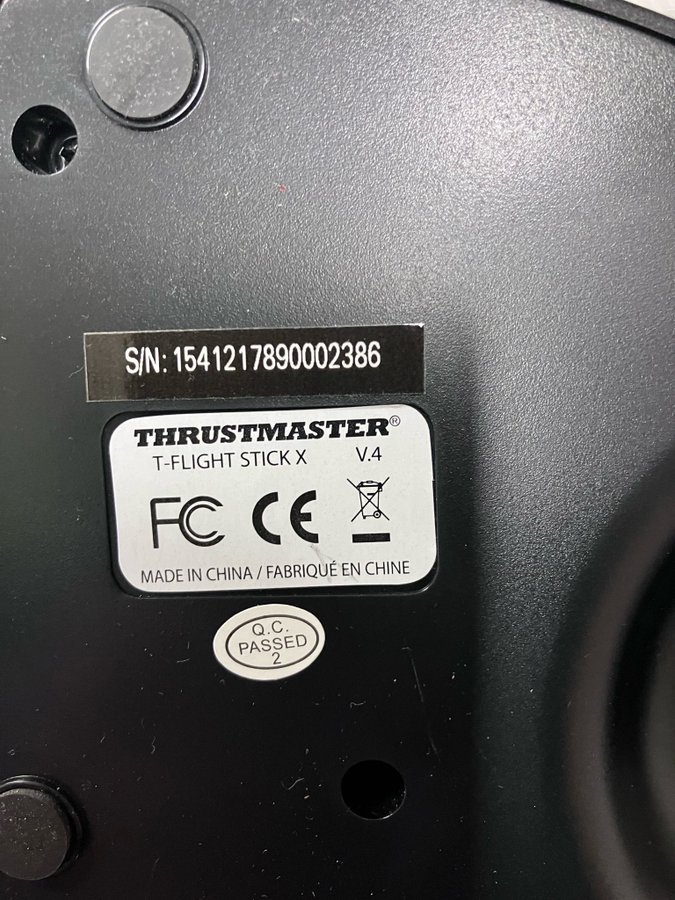 S/N: 1541217890002386
THRUSTMASTER®
T-FLIGHT STICK X V.4
FC CE
MADE IN CHINA / FABRIQUÉ EN CHINE
Q.C.
PASSED
2